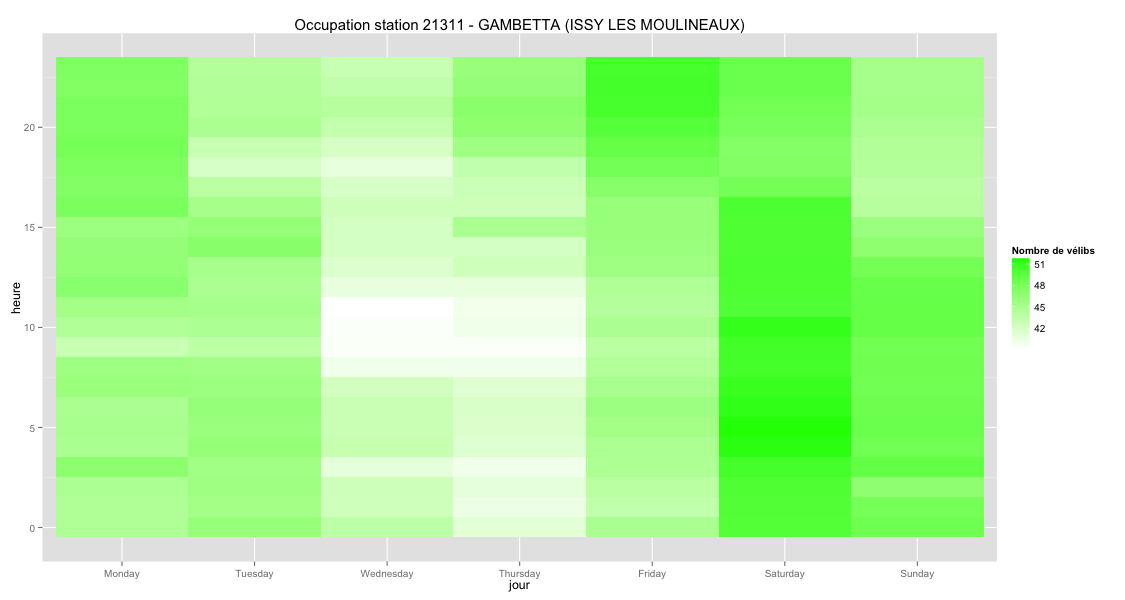 Occupation station 21311 - GAMBETTA (ISSY LES MOULINEAUX)
heure
20
15
10
5
0
Monday Tuesday Wednesday Thursday Friday Saturday Sunday
jour
Nombre de vélibs
51
48
45
42